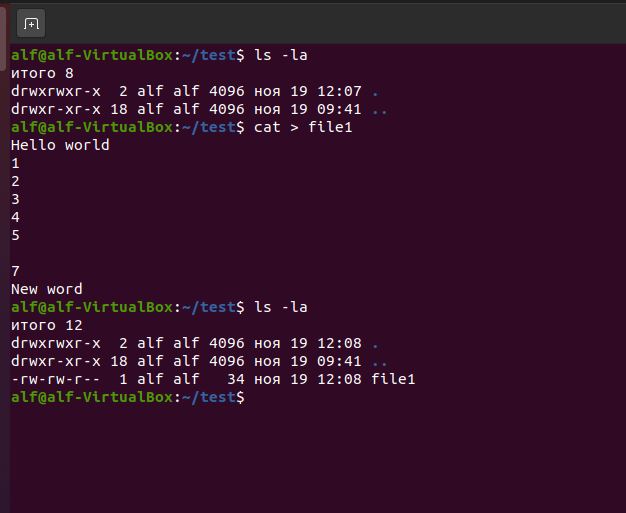 alf@alf-VirtualBox:~/test$ ls -la
итого 8
drwxrwxr-x  2 alf alf 4096 ноя 19 12:07 .
drwxr-xr-x 18 alf alf 4096 ноя 19 09:41 ..
alf@alf-VirtualBox:~/test$ cat > file1
Hello world
1
2
3
4
5

7
New word
alf@alf-VirtualBox:~/test$ ls -la
итого 12
drwxrwxr-x  2 alf alf 4096 ноя 19 12:08 .
drwxr-xr-x 18 alf alf 4096 ноя 19 09:41 ..
-rw-rw-r--  1 alf alf   34 ноя 19 12:08 file1
alf@alf-VirtualBox:~/test$